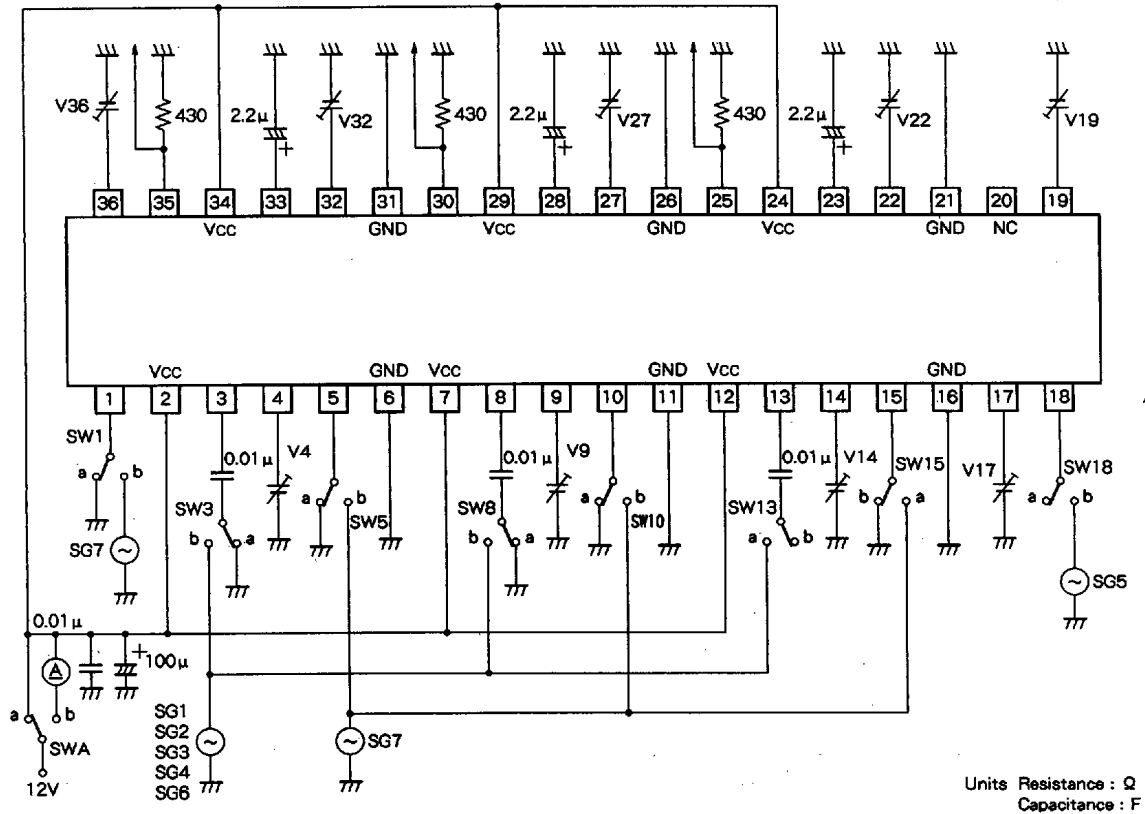 V36
430
2.2μ
V32
430
2.2μ
V27
430
2.2μ
V22
V19
+
+
+
36 35 34 33 32 31 30 29 28 27 26 25 24 23 22 21 20 19
Vcc GND Vcc GND Vcc GND NC
Vcc GND Vcc GND Vcc GND
1 2 3 4 5 6 7 8 9 10 11 12 13 14 15 16 17 18
SW1
a b
SG7
0.01μ
SW3
b a
V4
a b
SW5
0.01μ
SW8
b a
V9
a b
SW10
0.01μ
SW13
a b
V14
SW15
b a
V17
SW18
a b
SG5
0.01μ
+
100μ
A
a b
SWA
12V
SG1
SG2
SG3
SG4
SG6
SG7
Units Resistance : Ω
Capacitance : F